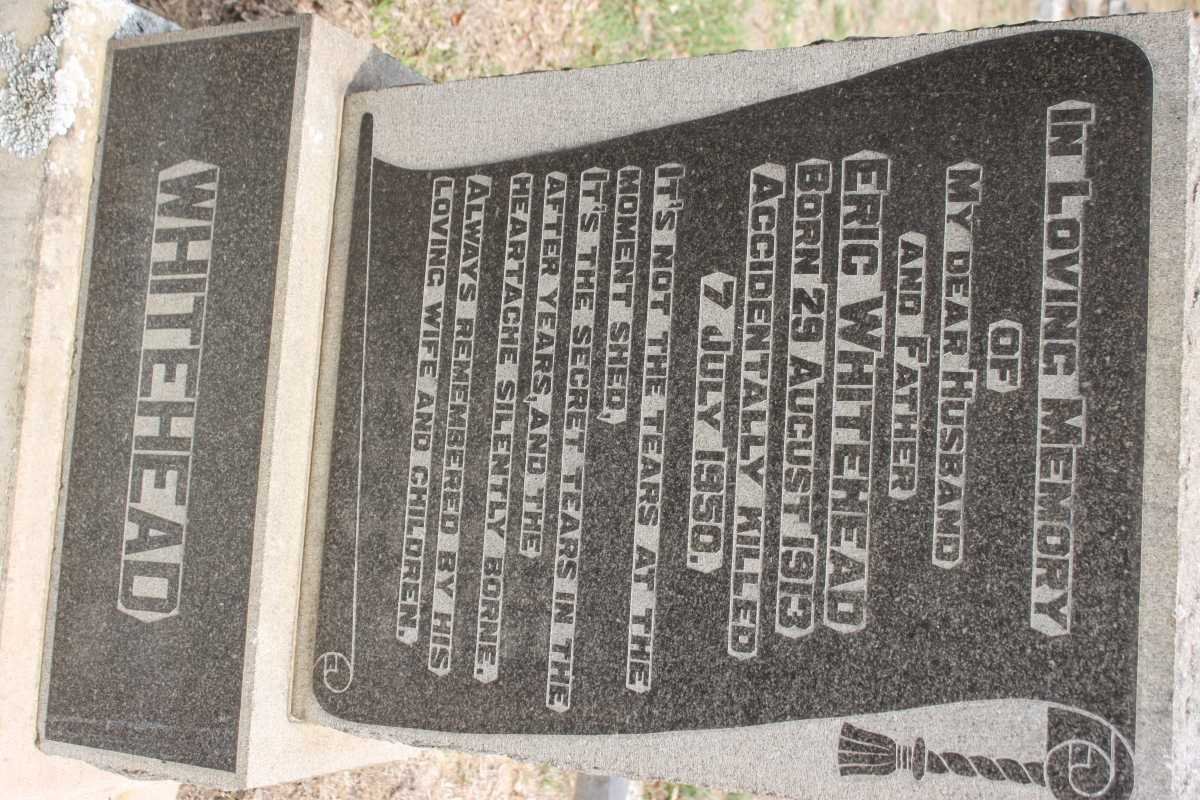 In Loving Memory
OF
My dear Husband
and Father
Eric Whitehead
Born 29 August 1913
Accidentally Killed
7 July 1950.
It's not the tears at the
moment shed,
It's the secret tears in the
after years, and the
heartache silently borne.
Always remembered by his
loving wife and children.
WHITEHEAD